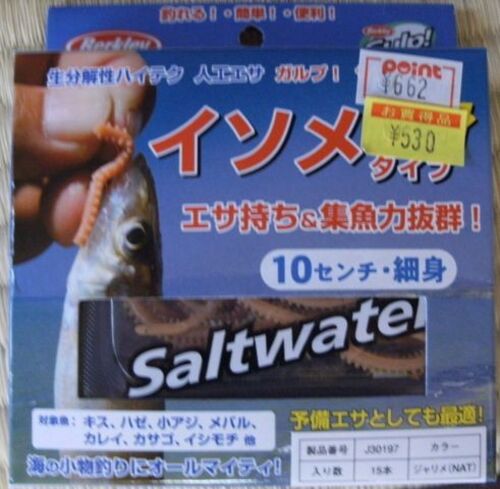 釣れる!・簡単!・便利!
Berkley
Berkley
Gulp!
生分解性ハイテク 人工エサ ガルプ!
point
¥662
お買得品
¥530
イソメ
タイプ
エサ持ち&集魚力抜群!
10センチ・細身
Saltwater
対象魚: キス、ハゼ、小アジ、メバル、
カレイ、カサゴ、イシモチ 他
予備エサとしても最適!
製品番号 J30197 カラー
入り数 15本 ジャリメ(NAT)
海の小物釣りにオールマイティ!